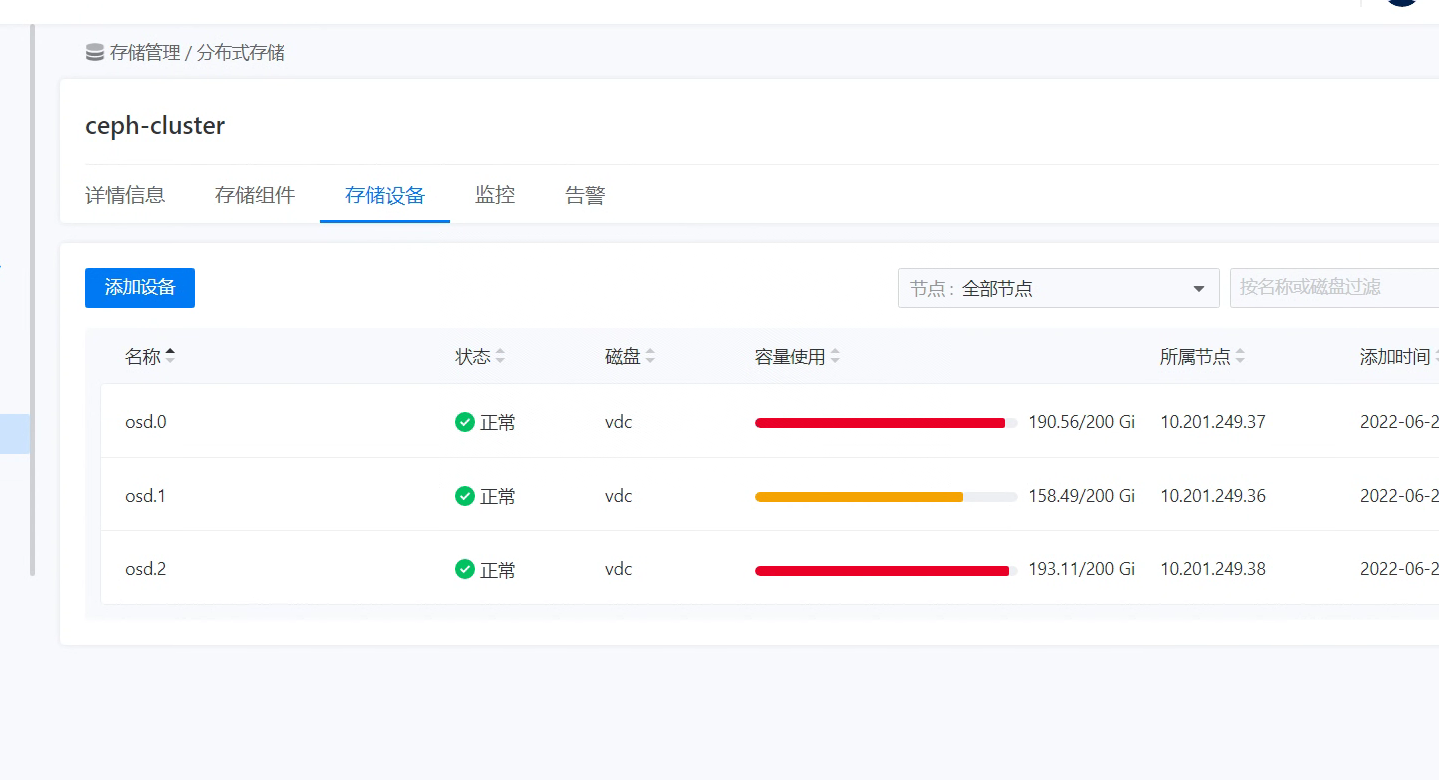 存储管理 / 分布式存储
ceph-cluster
详情信息 存储组件 存储设备 监控 告警
添加设备 节点 : 全部节点 按名称或磁盘过滤
名称 状态 磁盘 容量使用 所属节点 添加时间
osd.0 正常 vdc 190.56/200 Gi 10.201.249.37 2022-06-2
osd.1 正常 vdc 158.49/200 Gi 10.201.249.36 2022-06-2
osd.2 正常 vdc 193.11/200 Gi 10.201.249.38 2022-06-2